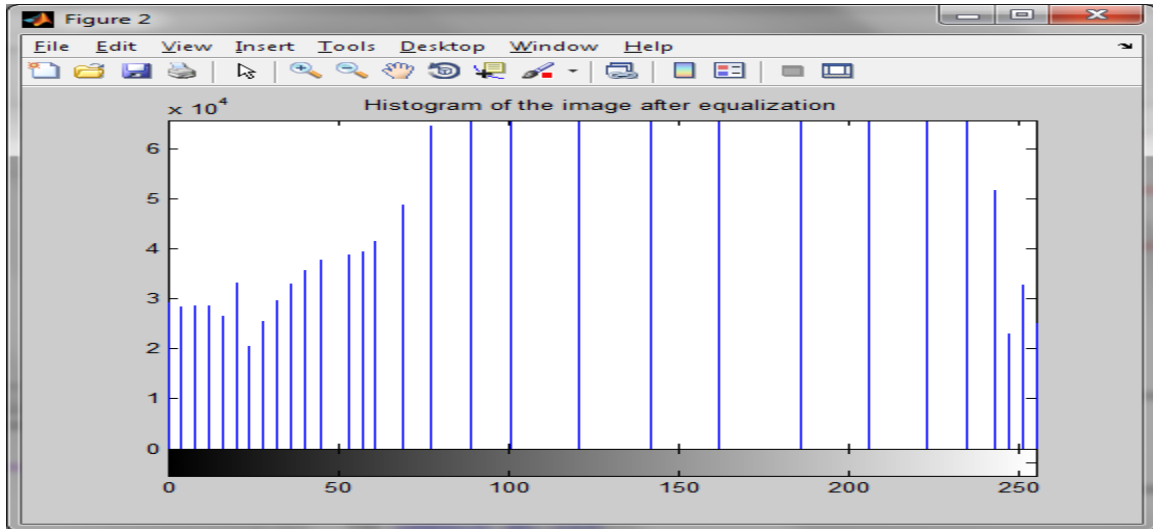 Figure 2
File Edit View Insert Tools Desktop Window Help
x 10^4
Histogram of the image after equalization
6
5
4
3
2
1
0
0 50 100 150 200 250